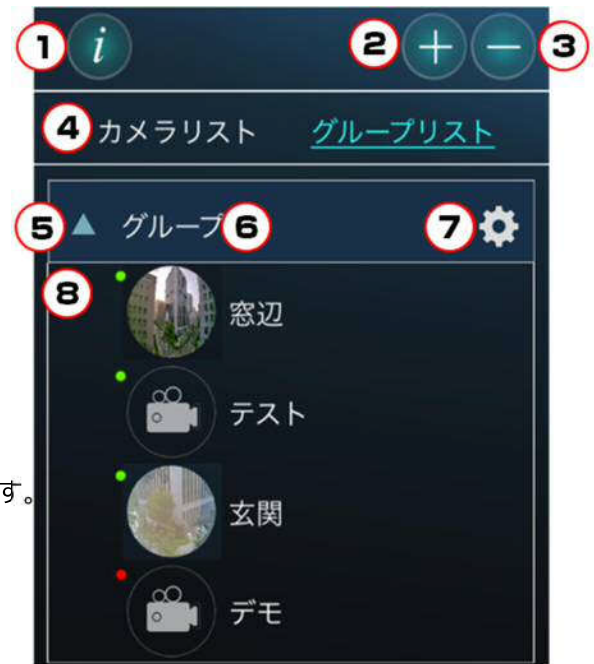 1 i 2 + − 3
4 カメラリスト グループリスト
5 ▲ グループ 6 7
8 窓辺
テスト
す。
玄関
デモ